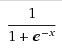 1
1 + e^{-x}